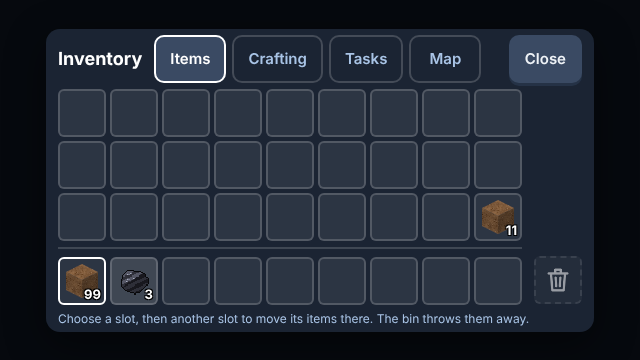 Inventory Items Crafting Tasks Map Close
11
99 3
Choose a slot, then another slot to move its items there. The bin throws them away.